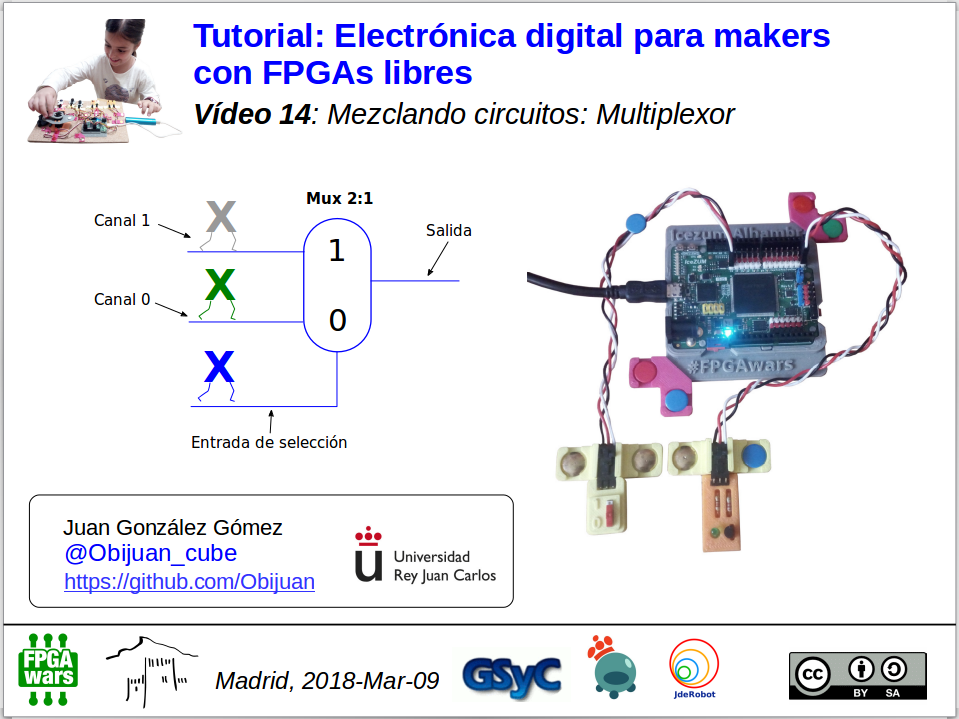 Tutorial: Electrónica digital para makers
con FPGAs libres
Vídeo 14: Mezclando circuitos: Multiplexor
Mux 2:1
Canal 1
X
1
Salida
Canal 0
X
0
X
Entrada de selección
Icezum Alhambra
IceZUM
#FPGAwars
Juan González Gómez
@Obijuan_cube
https://github.com/Obijuan
u
Universidad
Rey Juan Carlos
FPGA
wars
Madrid, 2018-Mar-09
GSyC
JdeRobot
cc
BY SA